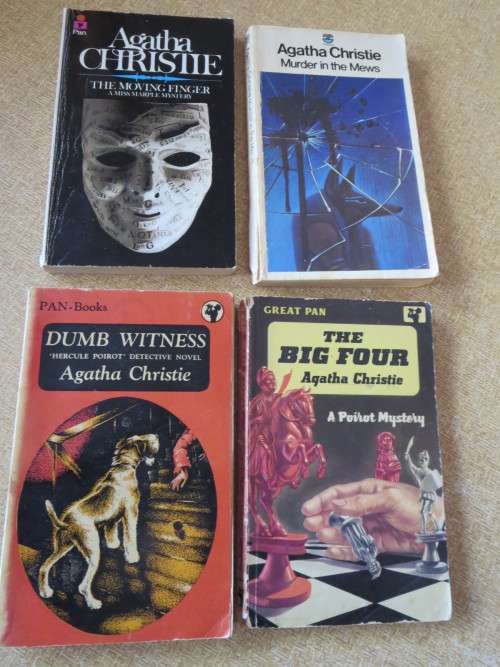 Pan
Agatha
CHRISTIE
THE MOVING FINGER
A MISS MARPLE MYSTERY
Agatha Christie
Murder in the Mews
PAN-Books
DUMB WITNESS
'HERCULE POIROT' DETECTIVE NOVEL
Agatha Christie
GREAT PAN
THE
BIG FOUR
Agatha Christie
A Poirot Mystery